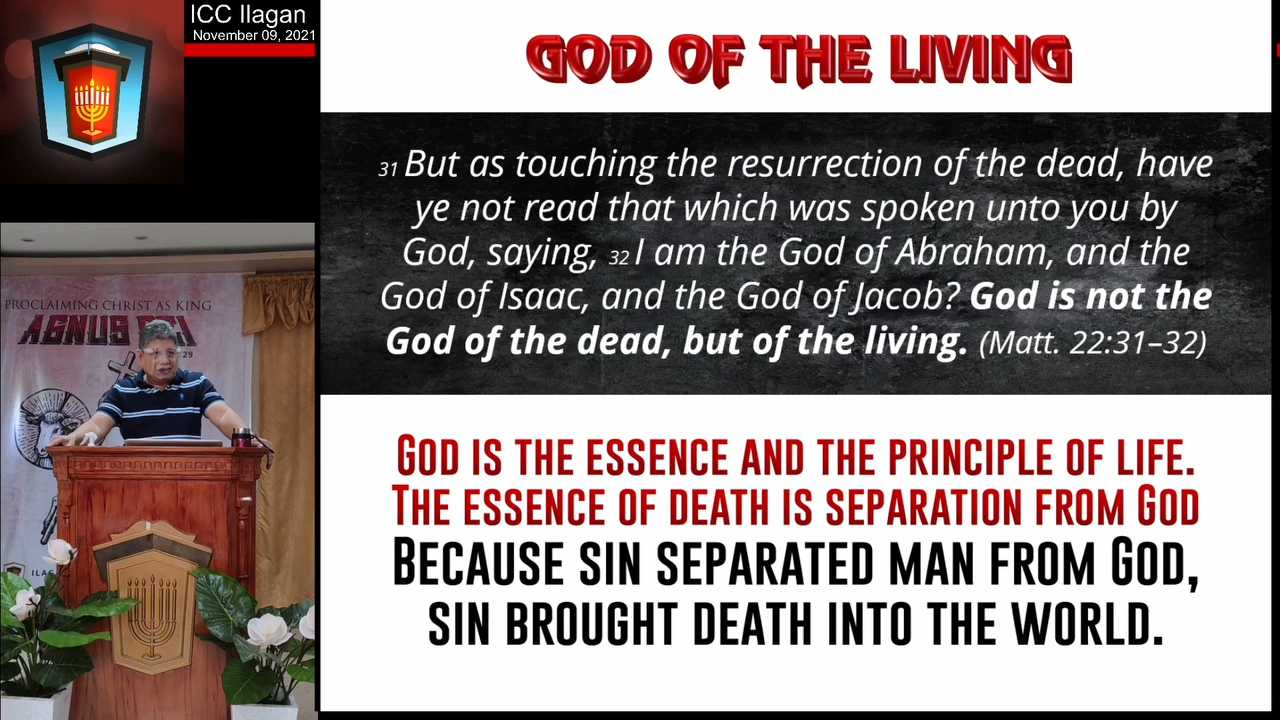 ICC Ilagan
November 09, 2021
GOD OF THE LIVING
31 But as touching the resurrection of the dead, have
ye not read that which was spoken unto you by
God, saying, 32 I am the God of Abraham, and the
God of Isaac, and the God of Jacob? God is not the
God of the dead, but of the living. (Matt. 22:31–32)
GOD IS THE ESSENCE AND THE PRINCIPLE OF LIFE.
THE ESSENCE OF DEATH IS SEPARATION FROM GOD
BECAUSE SIN SEPARATED MAN FROM GOD,
SIN BROUGHT DEATH INTO THE WORLD.
PROCLAIMING CHRIST AS KING
AGNUS
29
ILAG